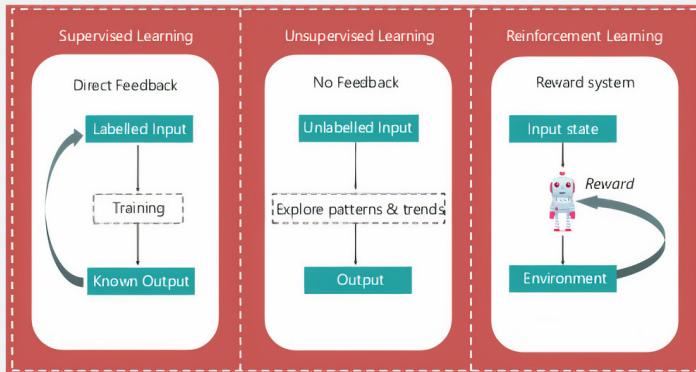 Supervised Learning
Direct Feedback
Labelled Input
Training
Known Output
Unsupervised Learning
No Feedback
Unlabelled Input
Explore patterns & trends
Output
Reinforcement Learning
Reward system
Input state
Reward
Environment